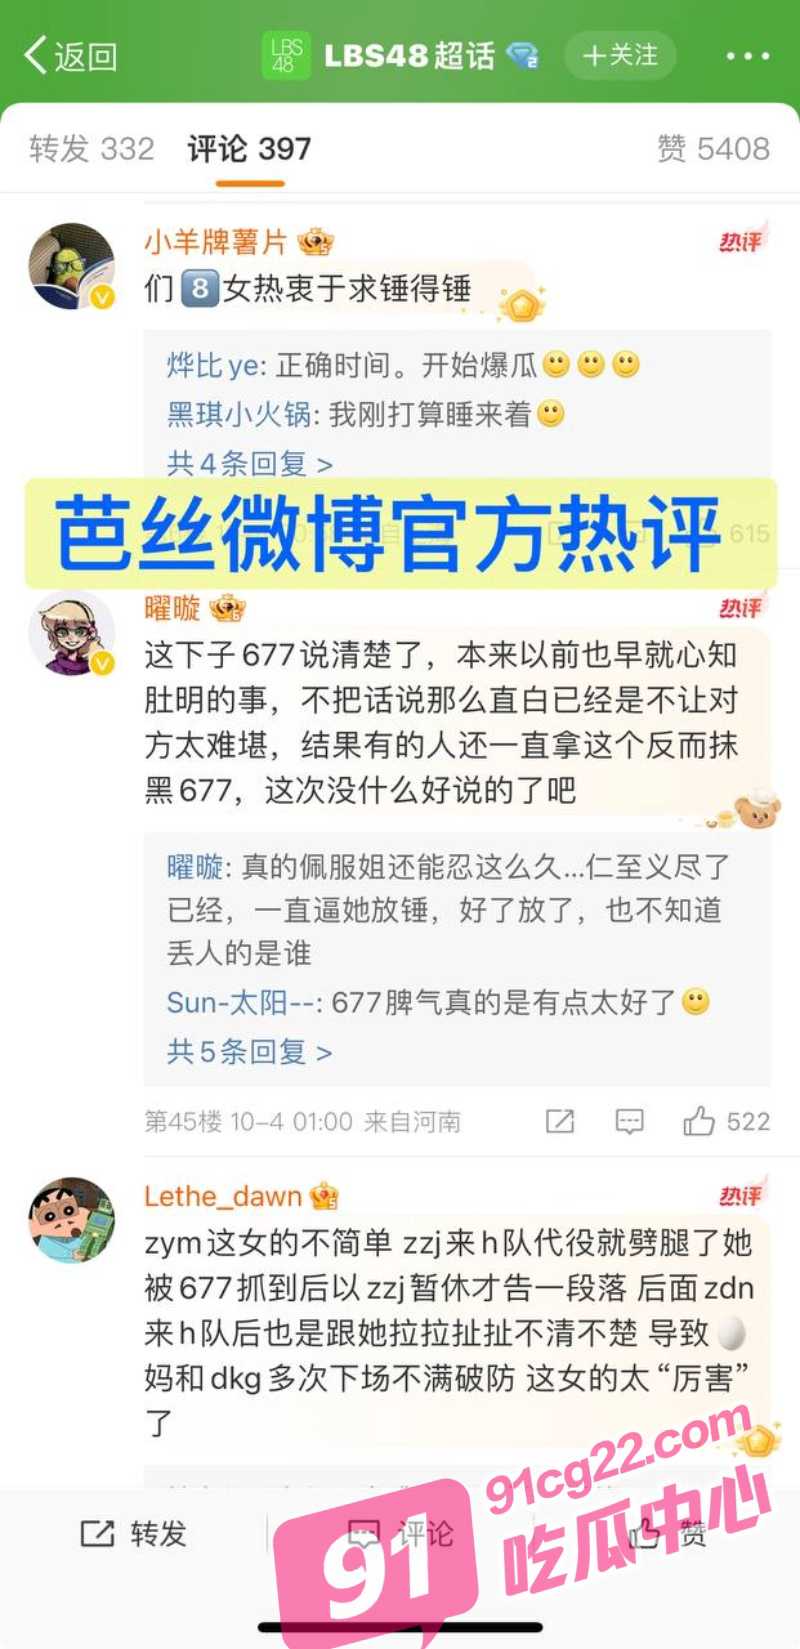 返回
LBS
48
LBS48超话
2
+关注
转发 332
评论 397
赞 5408
小羊牌薯片
热评
们8女热衷于求锤得锤
烨比ye: 正确时间。开始爆瓜
黑琪小火锅: 我刚打算睡来着
共4条回复 >
芭丝微博官方热评
615
曜璇
热评
这下子677说清楚了，本来以前也早就心知
肚明的事，不把话说那么直白已经是不让对
方太难堪，结果有的人还一直拿这个反而抹
黑677，这次没什么好说的了吧
曜璇: 真的佩服姐还能忍这么久...仁至义尽了
已经，一直逼她放锤，好了放了，也不知道
丢人的是谁
Sun-太阳--: 677脾气真的是有点太好了
共5条回复 >
第45楼 10-4 01:00 来自河南
522
Lethe_dawn
热评
zym这女的不简单 zzj来h队代役就劈腿了她
被677抓到后以zzj暂休才告一段落 后面zdn
来h队后也是跟她拉拉扯扯不清不楚 导致
妈和dkg多次下场不满破防 这女的太“厉害”
了
转发
评论
赞
91
91cg22.com
吃瓜中心